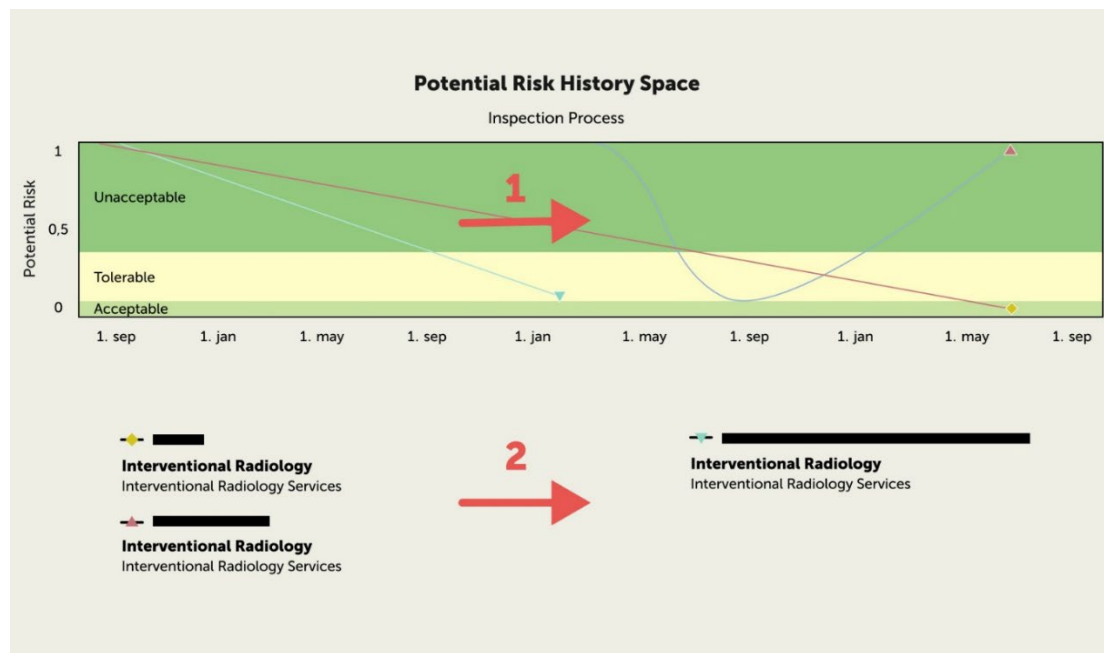 Potential Risk History Space
Inspection Process
Potential Risk
1
Unacceptable
1
0,5
Tolerable
0
Acceptable
1. sep 1. jan 1. may 1. sep 1. jan 1. may 1. sep 1. jan 1. may 1. sep
Interventional Radiology
Interventional Radiology Services
Interventional Radiology
Interventional Radiology Services
2
Interventional Radiology
Interventional Radiology Services